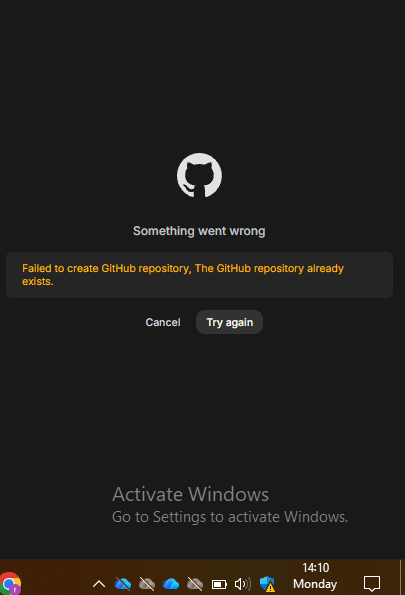 Something went wrong
Failed to create GitHub repository, The GitHub repository already
exists.
Cancel
Try again
Activate Windows
Go to Settings to activate Windows.
14:10
Monday